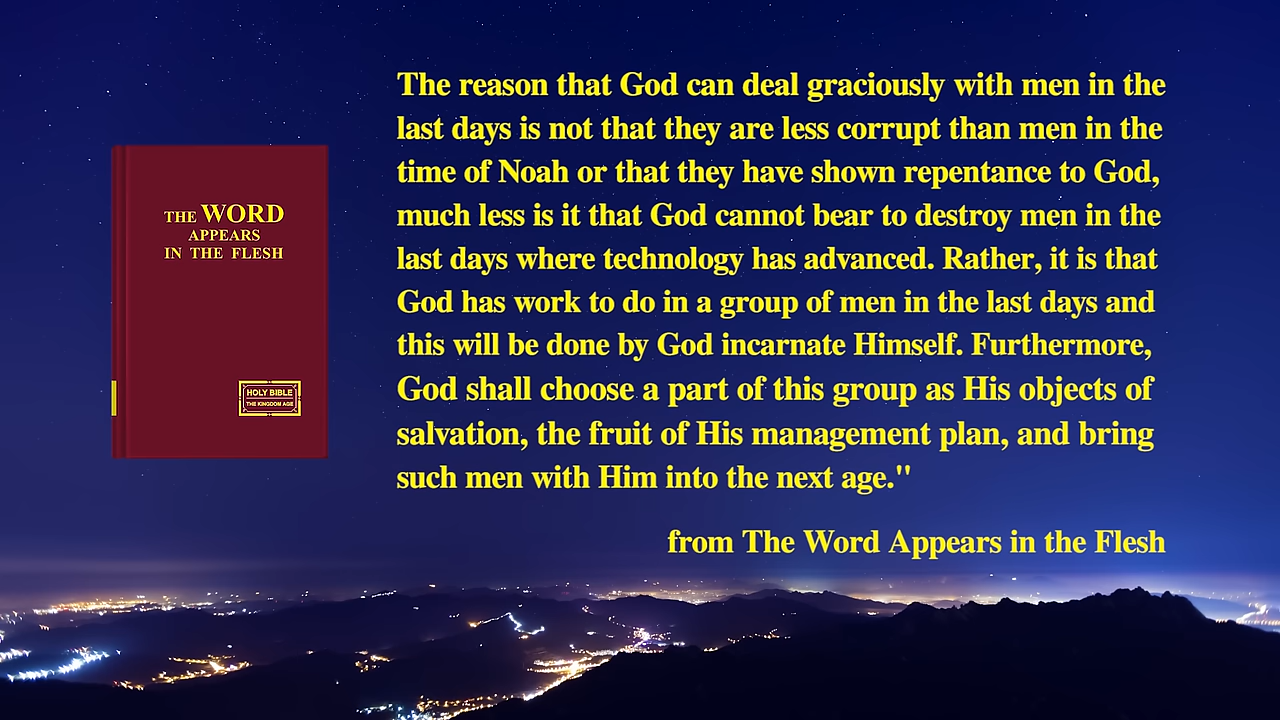 THE WORD
APPEARS
IN THE FLESH
HOLY BIBLE
THE KINGDOM AGE
The reason that God can deal graciously with men in the
last days is not that they are less corrupt than men in the
time of Noah or that they have shown repentance to God,
much less is it that God cannot bear to destroy men in the
last days where technology has advanced. Rather, it is that
God has work to do in a group of men in the last days and
this will be done by God incarnate Himself. Furthermore,
God shall choose a part of this group as His objects of
salvation, the fruit of His management plan, and bring
such men with Him into the next age."
from The Word Appears in the Flesh